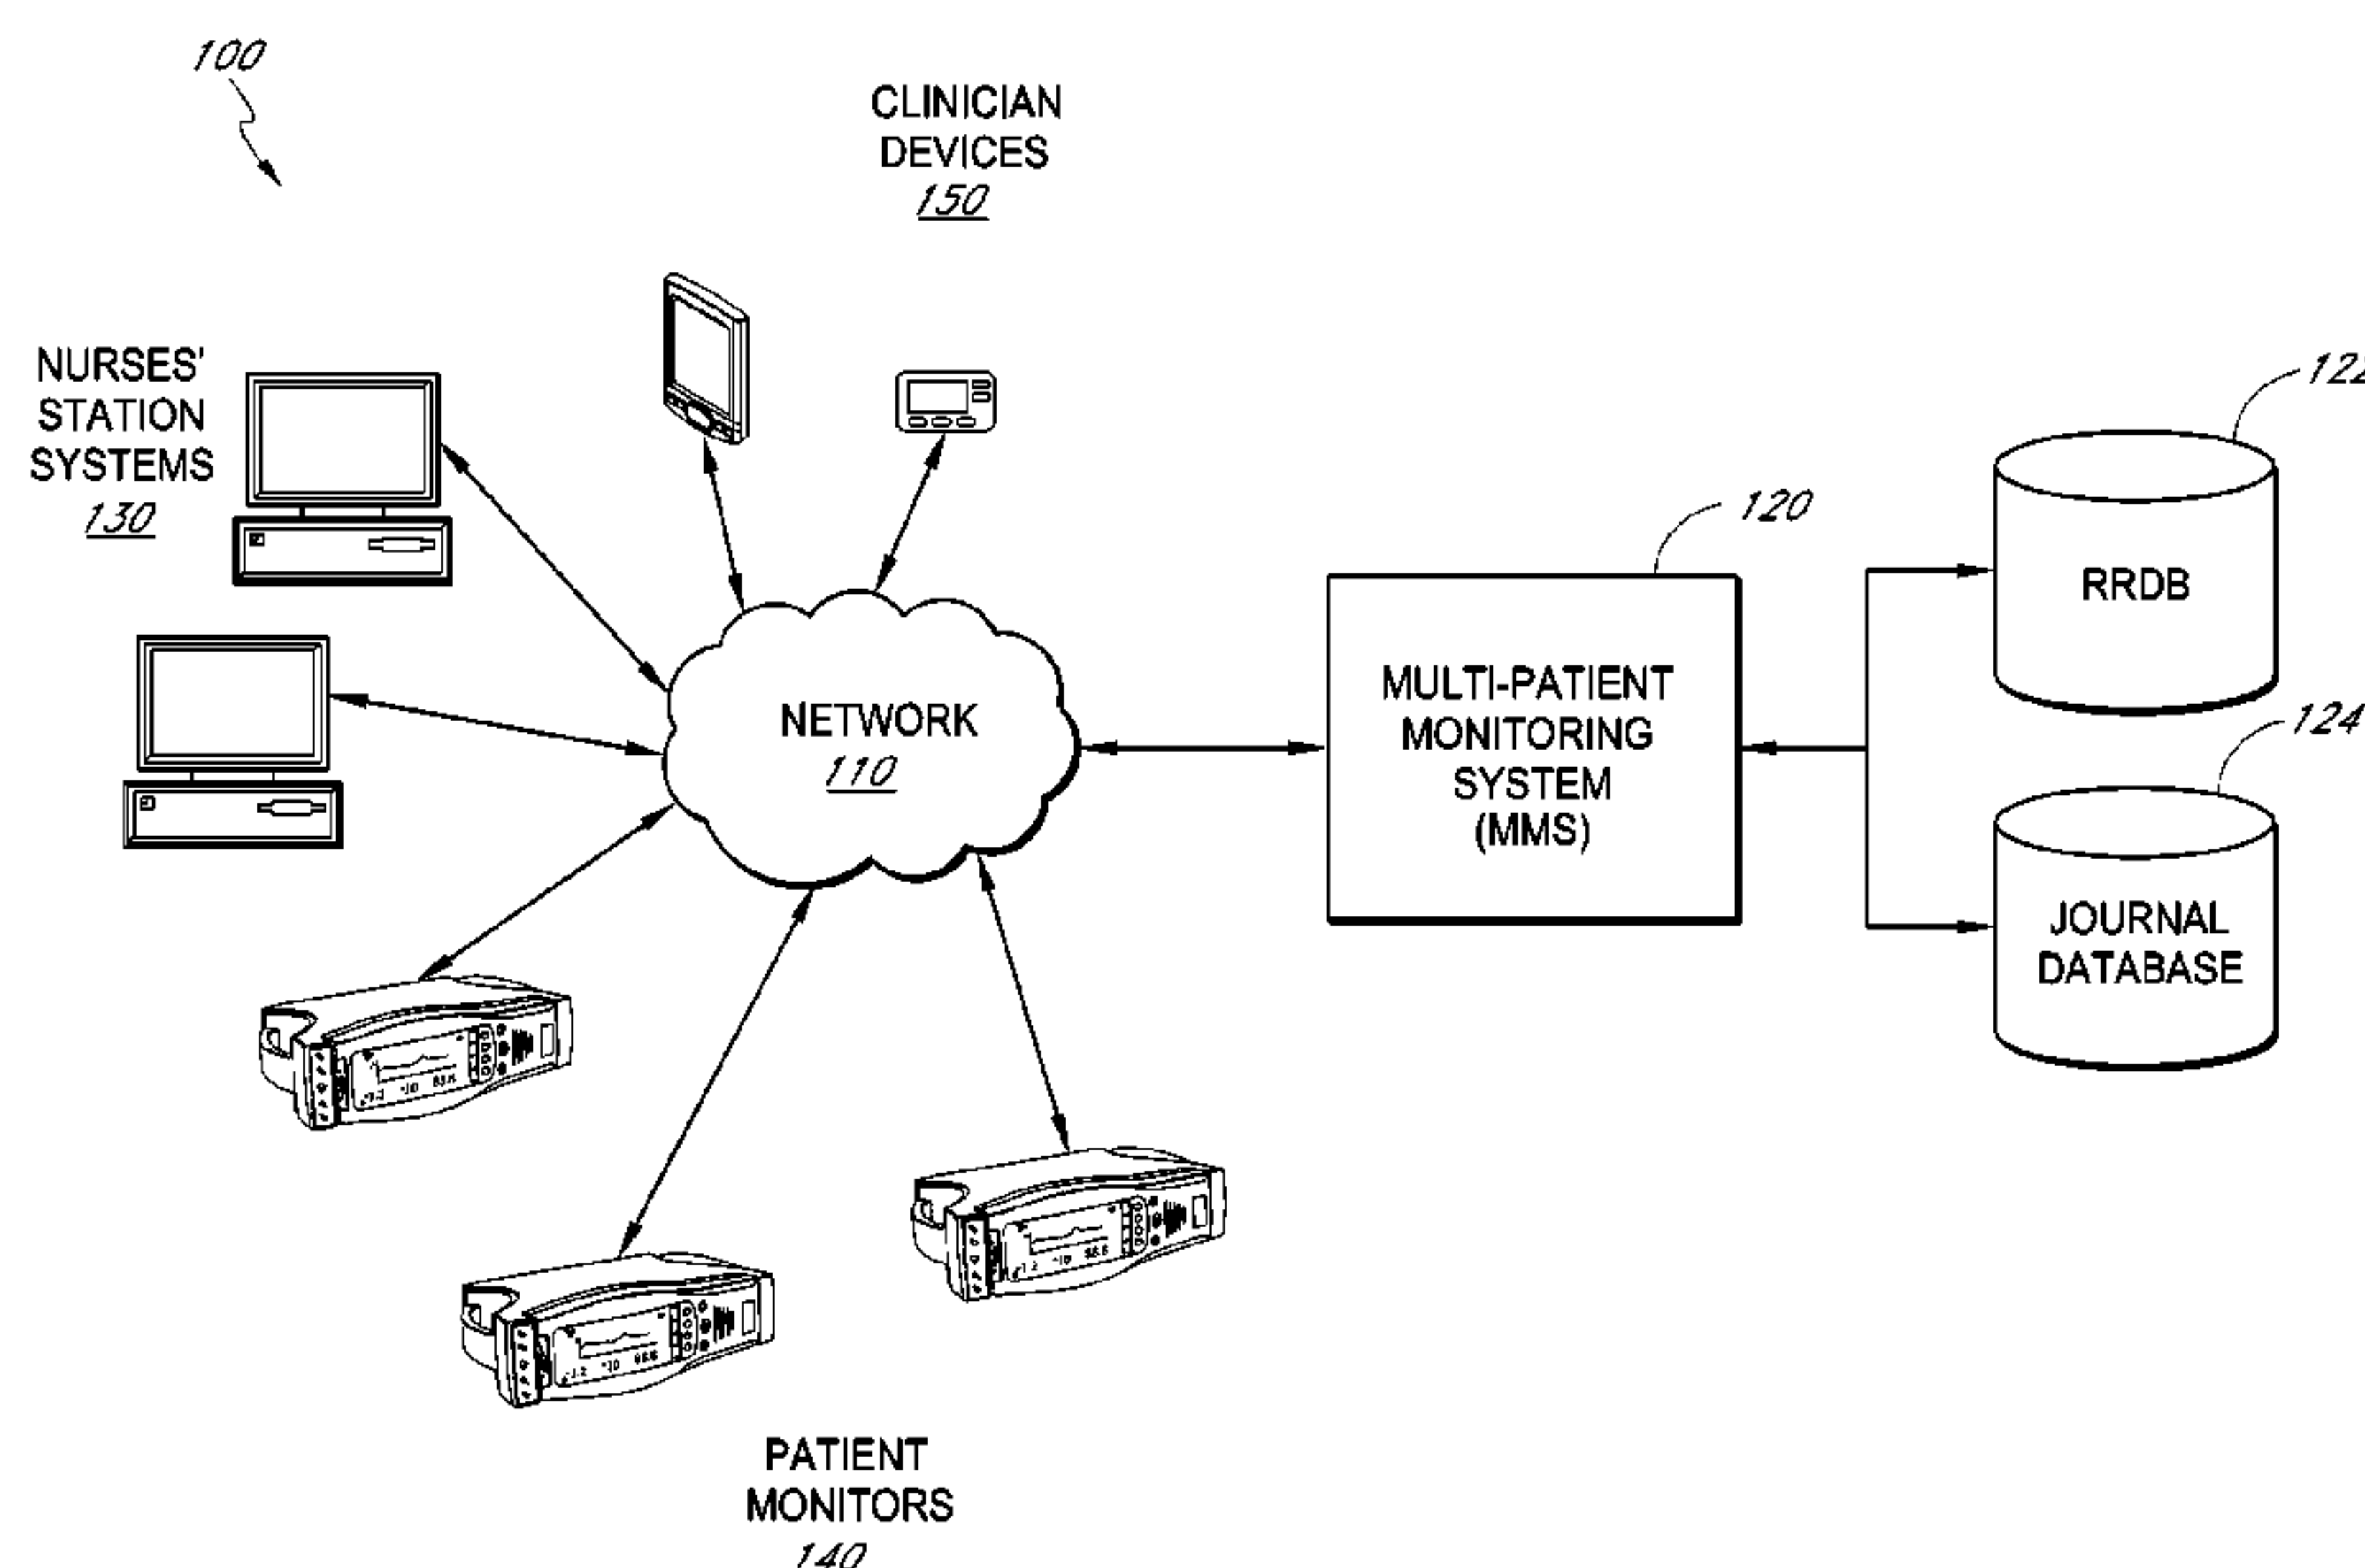 100
CLINICIAN
DEVICES
150
NURSES'
STATION
SYSTEMS
130
122
120
RRDB
MULTI-PATIENT
MONITORING
SYSTEM
(MMS)
NETWORK
110
124
JOURNAL
DATABASE
PATIENT
MONITORS
140